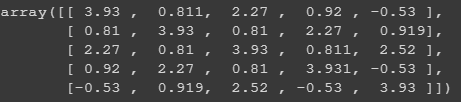 array([[ 3.93 ,  0.811,  2.27 ,  0.92 , -0.53 ],
       [ 0.81 ,  3.93 ,  0.81 ,  2.27 ,  0.919],
       [ 2.27 ,  0.81 ,  3.93 ,  0.811,  2.52 ],
       [ 0.92 ,  2.27 ,  0.81 ,  3.931, -0.53 ],
       [-0.53 ,  0.919,  2.52 , -0.53 ,  3.93 ]])